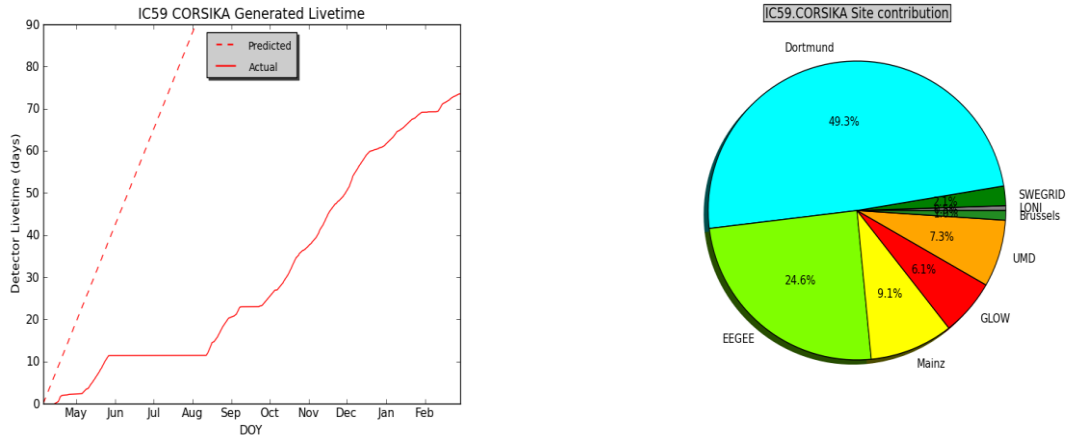 IC59 CORSIKA Generated Livetime
90
80
70
60
50
40
30
20
10
0
Detector Livetime (days)
Predicted
Actual
May Jun Jul Aug Sep Oct Nov Dec Jan Feb
DOY
IC59.CORSIKA Site contribution
Dortmund
49.3%
SWEGRID
2.1%
LONI
Brussels
7.3%
UMD
6.1%
GLOW
9.1%
Mainz
24.6%
EEGEE